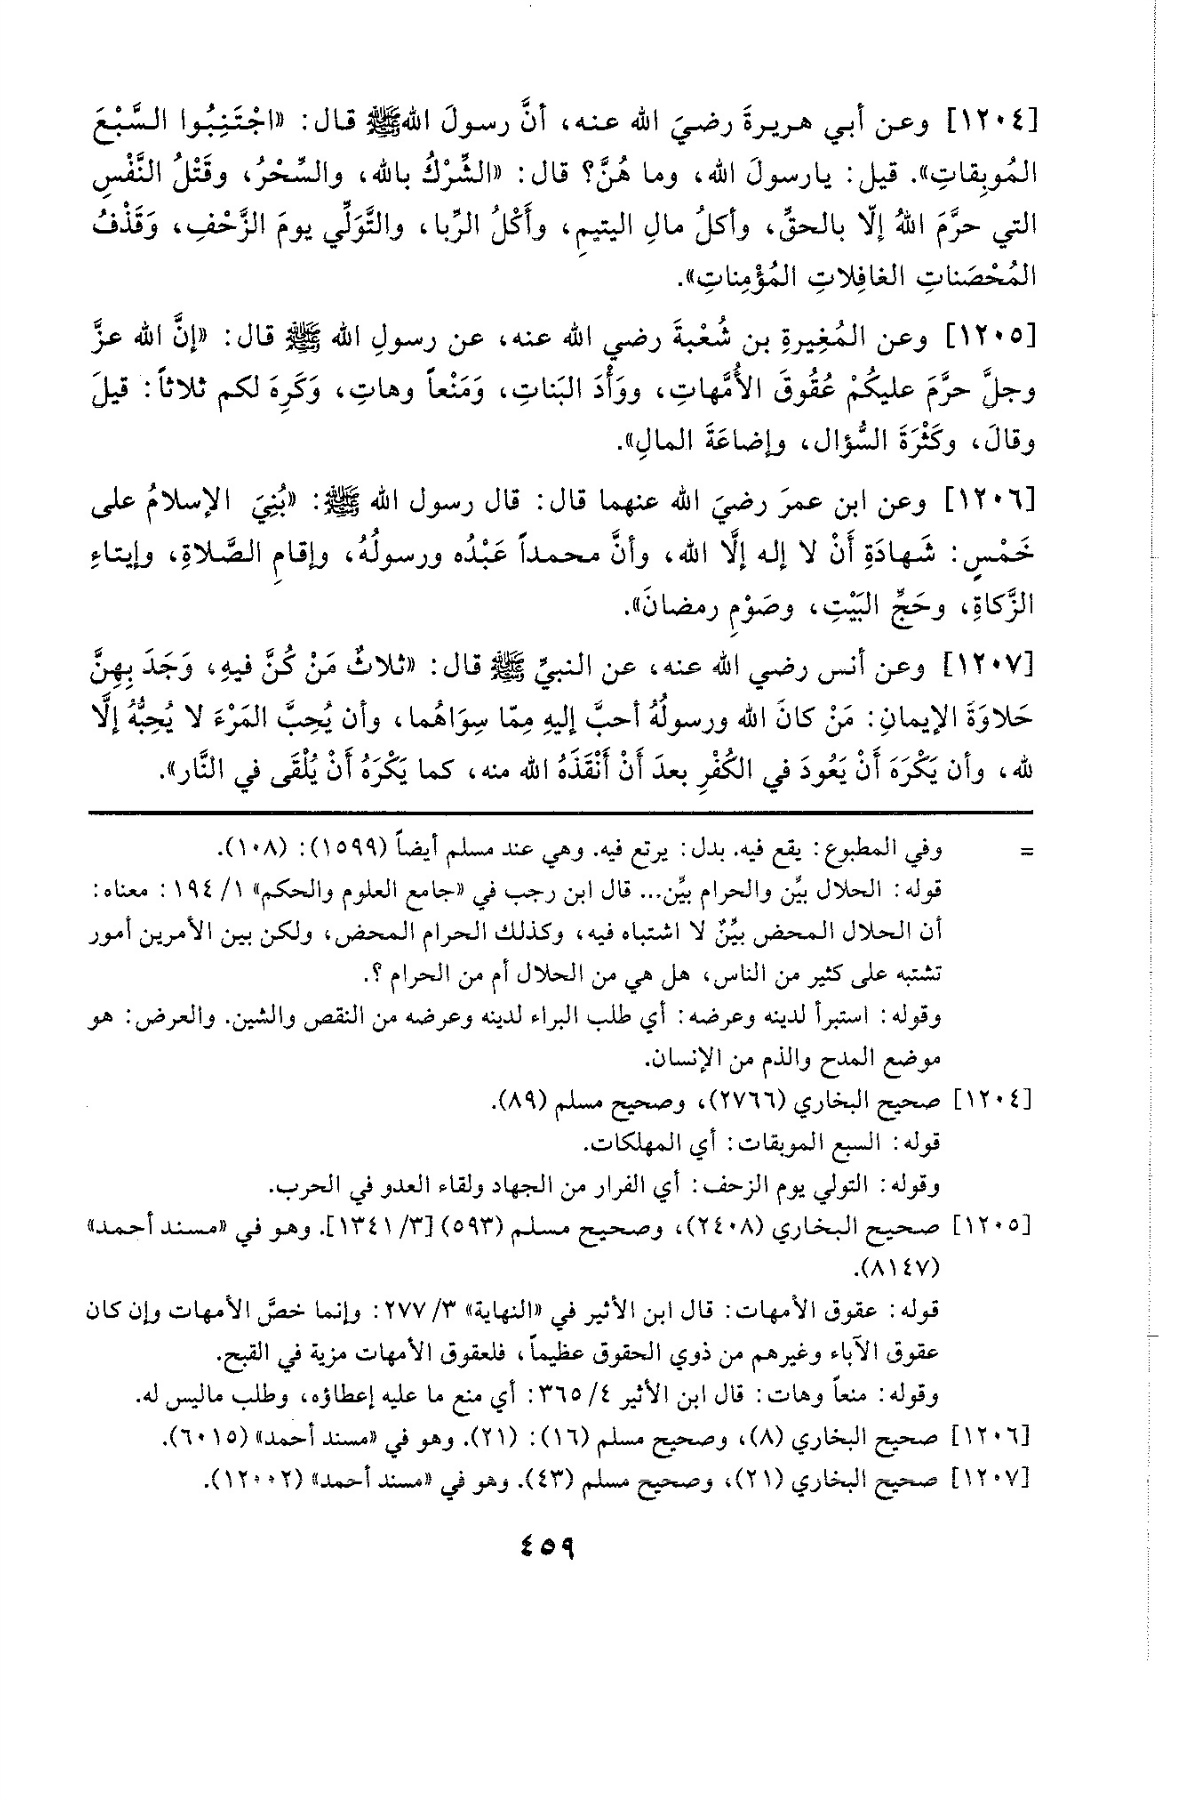 [١٢٠٤] وعن أبي هريرةَ رضيَ الله عنه، أنَّ رسولَ اللهﷺ قال: «اجْتَنِبُوا السَّبْعَ
المُوبِقاتِ». قيل: يارسولَ الله، وما هُنَّ؟ قال: «الشِّرْكُ بالله، والسِّحْرُ، وقَتْلُ النَّفْسِ
التي حرَّمَ اللهُ إلّا بالحقِّ، وأكلُ مالِ اليتيمِ، وأَكْلُ الرِّبا، والتَّوَلِّي يومَ الزَّحْفِ، وَقَذْفُ
المُحْصَناتِ الغافِلاتِ المُؤْمِناتِ».
[١٢٠٥] وعن المُغِيرةِ بن شُعْبةَ رضي الله عنه، عن رسولِ الله ﷺ قال: «إنَّ الله عزَّ
وجلَّ حرَّمَ عليكُمْ عُقُوقَ الأُمَّهاتِ، ووَأْدَ البَناتِ، وَمَنْعاً وهاتِ، وَكَرِهَ لكم ثلاثاً: قيلَ
وقالَ، وكَثْرَةَ السُّؤال، وإضاعَةَ المالِ».
[١٢٠٦] وعن ابن عمرَ رضيَ الله عنهما قال: قال رسول الله ﷺ: «بُنِيَ الإسلامُ على
خَمْسٍ: شَهادَةِ أَنْ لا إله إلَّا الله، وأنَّ محمداً عَبْدُه ورسولُهُ، وإقامِ الصَّلاةِ، وإيتاءِ
الزَّكاةِ، وحَجِّ البَيْتِ، وصَوْمِ رمضانَ».
[١٢٠٧] وعن أنس رضي الله عنه، عن النبيِّ ﷺ قال: «ثلاثٌ مَنْ كُنَّ فيهِ، وَجَدَ بِهِنَّ
حَلاوَةَ الإيمانِ: مَنْ كانَ الله ورسولُهُ أحبَّ إليهِ مِمّا سِوَاهُما، وأن يُحِبَّ المَرْءَ لا يُحِبُّهُ إلَّا
لله، وأن يَكْرَهَ أَنْ يَعُودَ في الكُفْرِ بعدَ أَنْ أَنْقَذَهُ الله منه، كما يَكْرَهُ أَنْ يُلْقَى في النَّار».
= وفي المطبوع: يقع فيه. بدل: يرتع فيه. وهي عند مسلم أيضاً (١٥٩٩): (١٠٨).
قوله: الحلال بيَّن والحرام بيَّن... قال ابن رجب في «جامع العلوم والحكم» ١/ ١٩٤: معناه:
أن الحلال المحض بيِّنٌ لا اشتباه فيه، وكذلك الحرام المحض، ولكن بين الأمرين أمور
تشتبه على كثير من الناس، هل هي من الحلال أم من الحرام ؟.
وقوله: استبرأ لدينه وعرضه: أي طلب البراء لدينه وعرضه من النقص والشين. والعرض: هو
موضع المدح والذم من الإنسان.
[١٢٠٤] صحيح البخاري (٢٧٦٦)، وصحيح مسلم (٨٩).
قوله: السبع الموبقات: أي المهلكات.
وقوله: التولي يوم الزحف: أي الفرار من الجهاد ولقاء العدو في الحرب.
[١٢٠٥] صحيح البخاري (٢٤٠٨)، وصحيح مسلم (٥٩٣) [٣/ ١٣٤١]. وهو في «مسند أحمد»
(٨١٤٧).
قوله: عقوق الأمهات: قال ابن الأثير في «النهاية» ٣/ ٢٧٧: وإنما خصَّ الأمهات وإن كان
عقوق الآباء وغيرهم من ذوي الحقوق عظيماً، فلعقوق الأمهات مزية في القبح.
وقوله: منعاً وهات: قال ابن الأثير ٤/ ٣٦٥: أي منع ما عليه إعطاؤه، وطلب ماليس له.
[١٢٠٦] صحيح البخاري (٨)، وصحيح مسلم (١٦): (٢١). وهو في «مسند أحمد» (٦٠١٥).
[١٢٠٧] صحيح البخاري (٢١)، وصحيح مسلم (٤٣). وهو في «مسند أحمد» (١٢٠٠٢).
٤٥٩